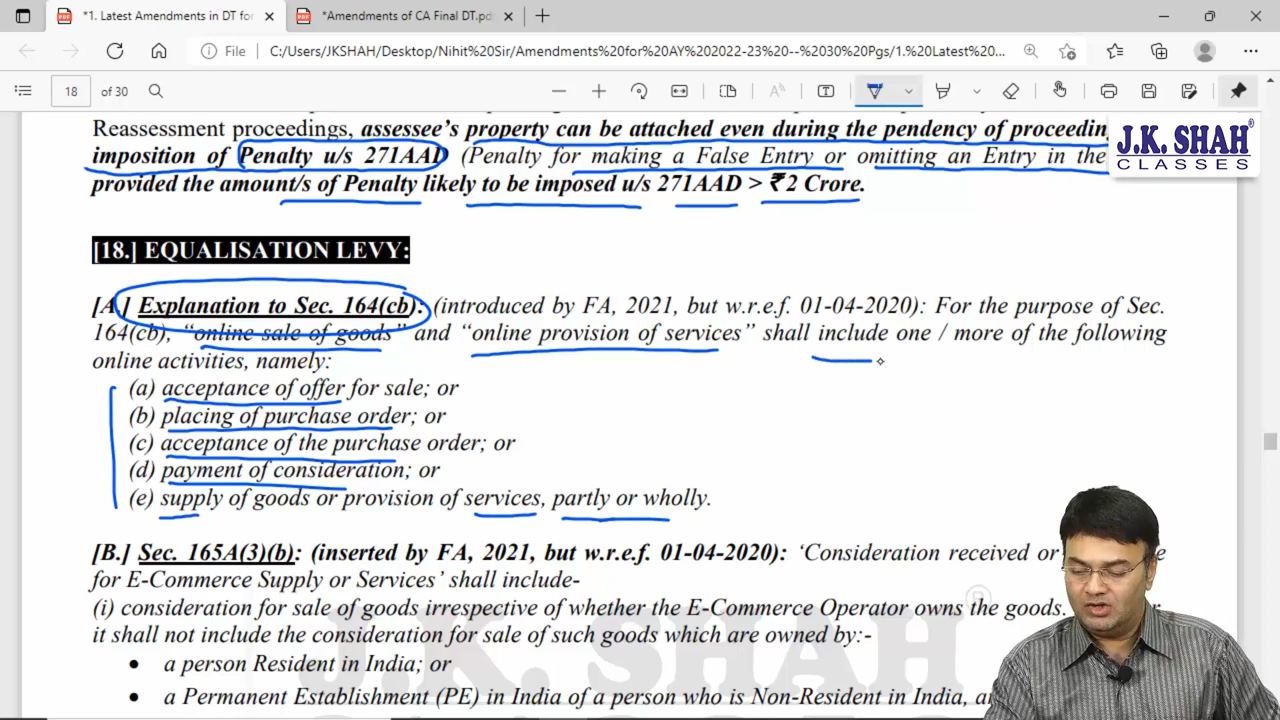 *1. Latest Amendments in DT for
*Amendments of CA Final DT.pd
File
C:/Users/JKSHAH/Desktop/Nihit%20Sir/Amendments%20for%20AY%202022-23%20--%2030%20Pgs/1.%20Latest%20...
18 of 30
Reassessment proceedings, assessee's property can be attached even during the pendency of proceedin
imposition of Penalty u/s 271AAD (Penalty for making a False Entry or omitting an Entry in the
provided the amount/s of Penalty likely to be imposed u/s 271AAD > ₹ 2 Crore.
J.K. SHAH®
CLASSES
[18.] EQUALISATION LEVY:
[A.] Explanation to Sec. 164(cb): (introduced by FA, 2021, but w.r.e.f. 01-04-2020): For the purpose of Sec.
164(cb), “online sale of goods” and “online provision of services” shall include one / more of the following
online activities, namely:
(a) acceptance of offer for sale; or
(b) placing of purchase order; or
(c) acceptance of the purchase order; or
(d) payment of consideration; or
(e) supply of goods or provision of services, partly or wholly.
[B.] Sec. 165A(3)(b): (inserted by FA, 2021, but w.r.e.f. 01-04-2020): ‘Consideration received or
for E-Commerce Supply or Services’ shall include-
(i) consideration for sale of goods irrespective of whether the E-Commerce Operator owns the goods.
it shall not include the consideration for sale of such goods which are owned by:-
• a person Resident in India; or
• a Permanent Establishment (PE) in India of a person who is Non-Resident in India,
J.K. SHAH®